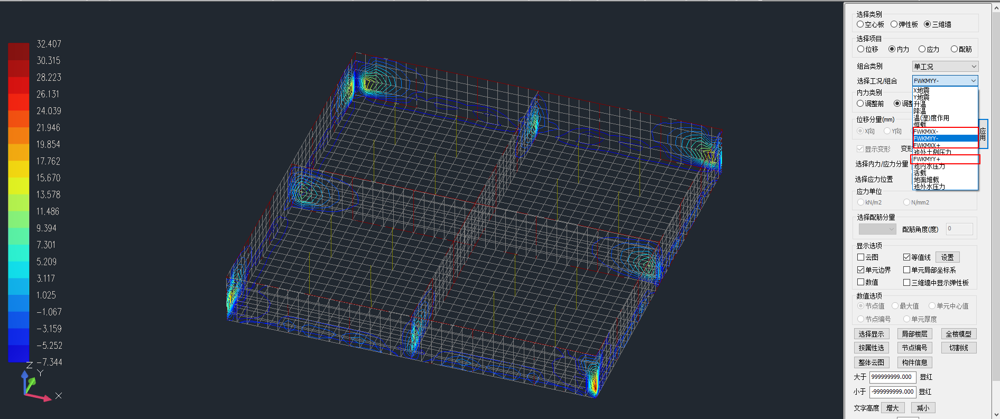 32.407
30.315
28.223
26.131
24.039
21.946
19.854
17.762
15.670
13.578
11.486
9.394
7.301
5.209
3.117
1.025
-1.067
-3.159
-5.252
-7.344
Z
Y
X
选择类别
空心板 弹性板 三维墙
选择项目
位移 内力 应力 配筋
组合类别 单工况
选择工况/组合 FWKMYY-
X地震
Y地震
升温
降温
温(湿)度作用
恒载
FWKMXX-
FWKMYY-
FWKMXX+
池外土侧压力
FWKMYY+
池内水压力
活载
地面堆载
池外水压力
内力类别
调整前 调整
位移分量(mm)
X向 Y向
应用
显示变形 变形
选择内力/应力分量
选择应力位置
应力单位
kN/m2 N/mm2
选择配筋分量
配筋角度(度) 0
显示选项
云图 等值线 设置
单元边界 单元局部坐标系
数值 三维墙中显示弹性板
数值选项
节点值 最大值 单元中心值
节点编号 单元厚度
选择显示 局部楼层 全楼模型
按属性选 节点编号 切割线
整体云图 构件信息
大于 999999999.000 显红
小于 -999999999.000 显红
文字高度 增大 减小